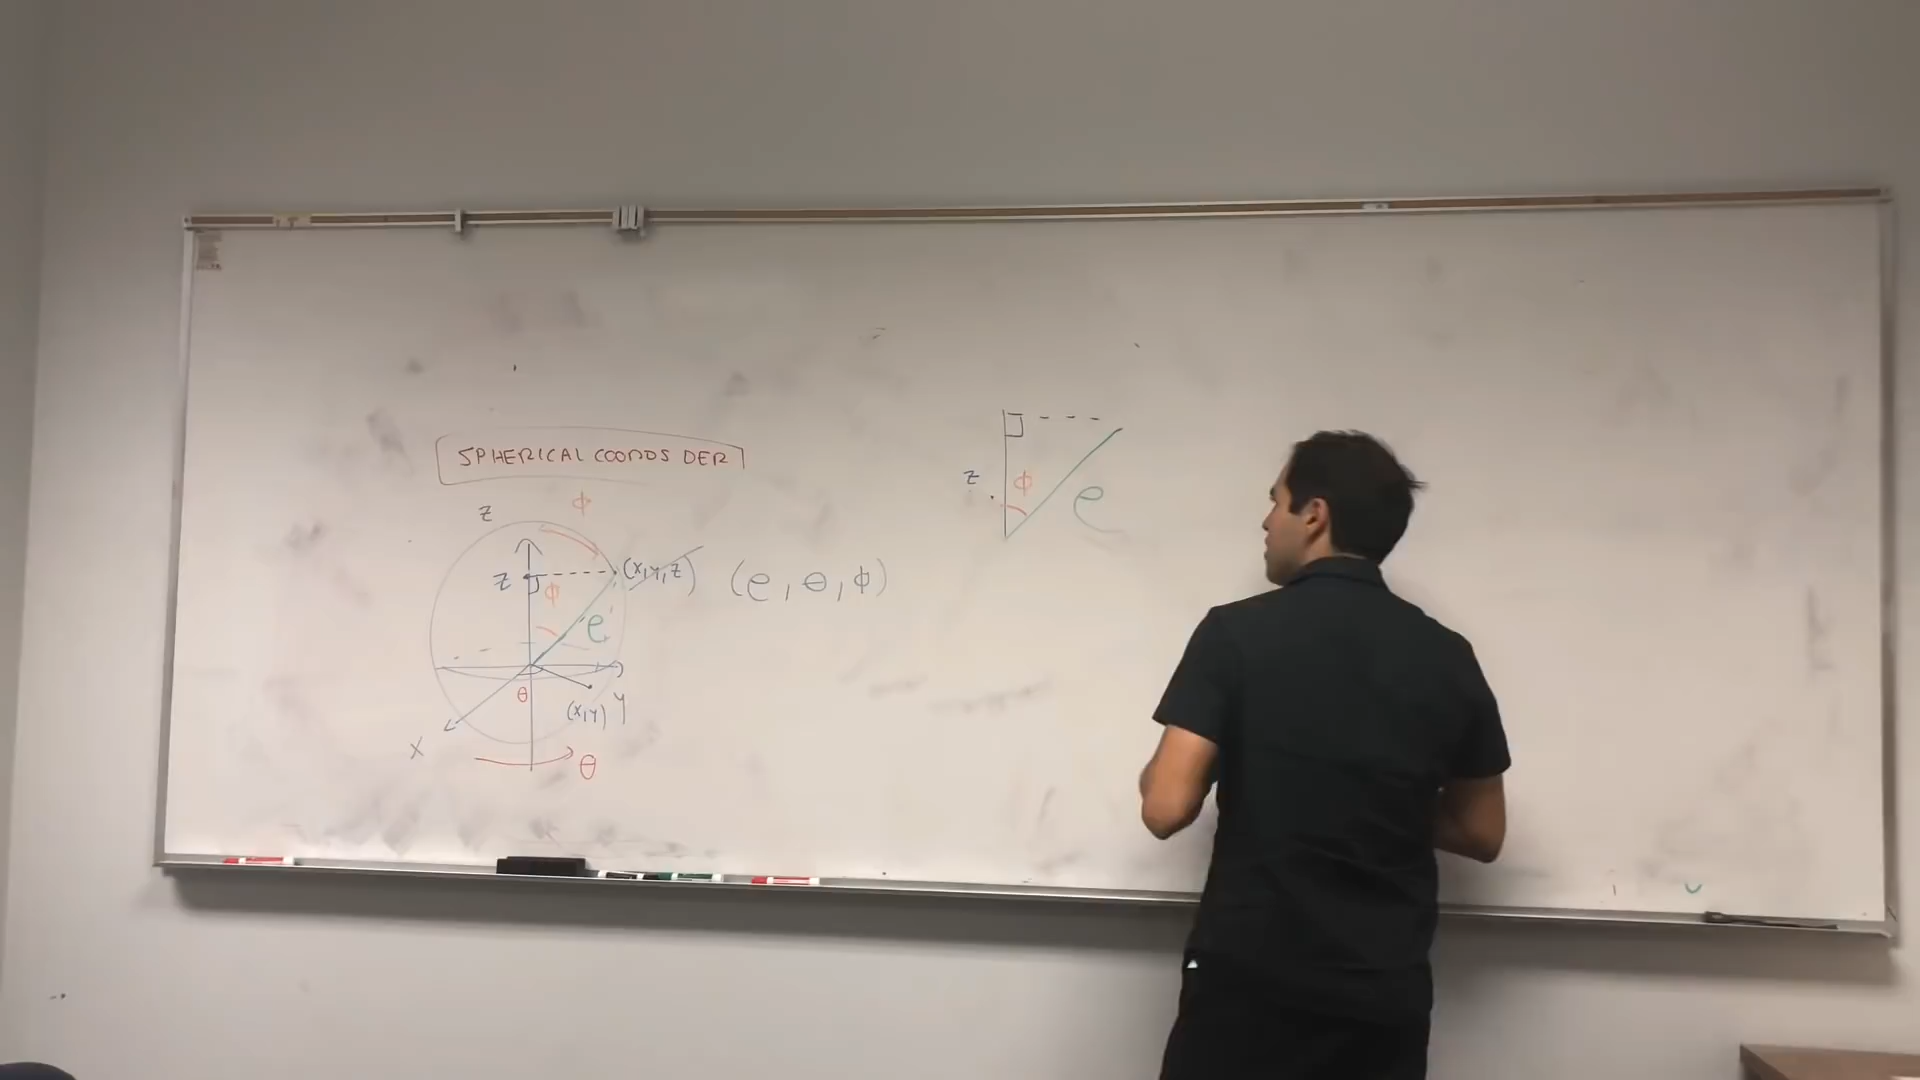 SPHERICAL COORDS DER
z
ϕ
z
ϕ
(x,y,z)
(ρ, θ, ϕ)
ρ
θ
(x,y)
y
x
θ
z
ϕ
ρ